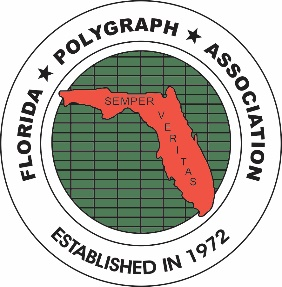 FLORIDA ★ POLYGRAPH ★ ASSOCIATION
SEMPER
VERITAS
ESTABLISHED IN 1972